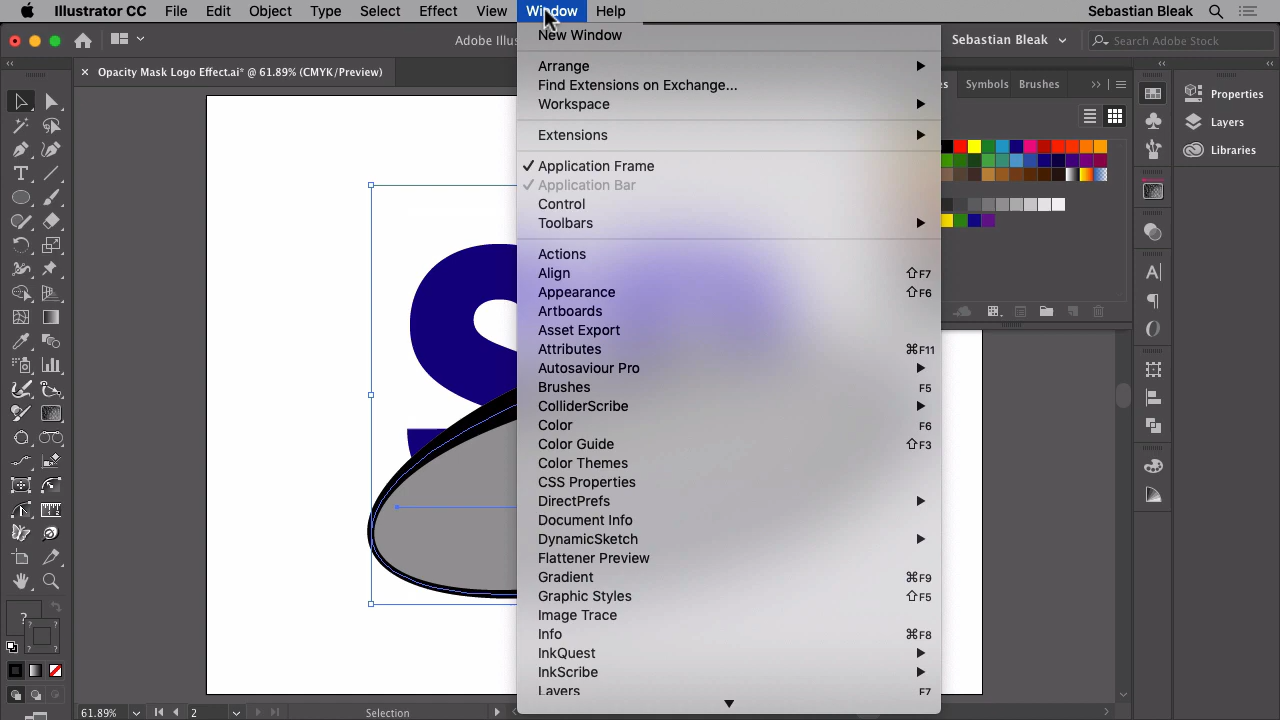 Illustrator CC File Edit Object Type Select Effect View Window Help Sebastian Bleak
Adobe Illus
Sebastian Bleak
Search Adobe Stock
× Opacity Mask Logo Effect.ai* @ 61.89% (CMYK/Preview)
Symbols Brushes
Properties
Layers
Libraries
New Window
Arrange
Find Extensions on Exchange...
Workspace
Extensions
✓ Application Frame
✓ Application Bar
Control
Toolbars
Actions
Align ⇧F7
Appearance ⇧F6
Artboards
Asset Export
Attributes ⌘F11
Autosaviour Pro
Brushes F5
ColliderScribe
Color F6
Color Guide ⇧F3
Color Themes
CSS Properties
DirectPrefs
Document Info
DynamicSketch
Flattener Preview
Gradient ⌘F9
Graphic Styles ⇧F5
Image Trace
Info ⌘F8
InkQuest
InkScribe
Layers F7
61.89% 2 Selection